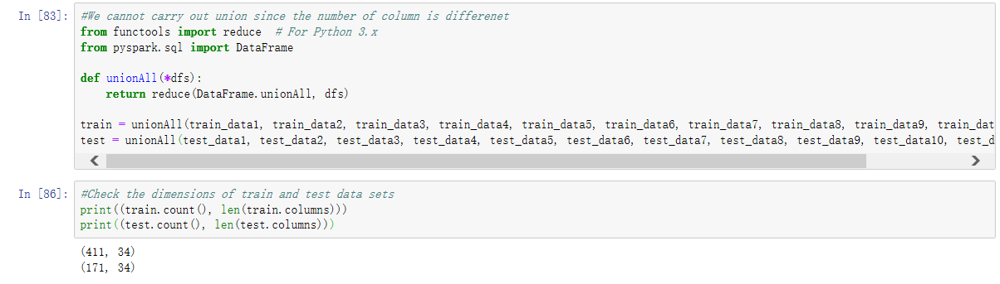 In [83]: #We cannot carry out union since the number of column is differenet
from functools import reduce  # For Python 3.x
from pyspark.sql import DataFrame
def unionAll(*dfs):
    return reduce(DataFrame.unionAll, dfs)
train = unionAll(train_data1, train_data2, train_data3, train_data4, train_data5, train_data6, train_data7, train_data8, train_data9, train_dat
test = unionAll(test_data1, test_data2, test_data3, test_data4, test_data5, test_data6, test_data7, test_data8, test_data9, test_data10, test_d
In [86]: #Check the dimensions of train and test data sets
print((train.count(), len(train.columns)))
print((test.count(), len(test.columns)))
(411, 34)
(171, 34)